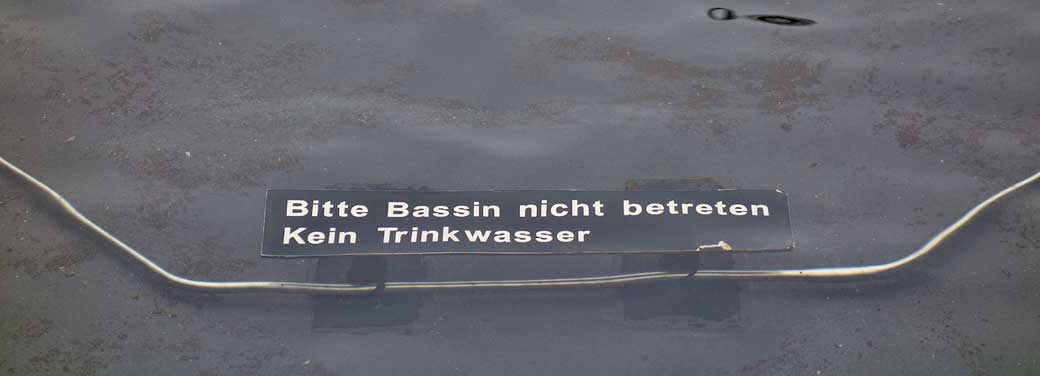 Bitte Bassin nicht betreten
Kein Trinkwasser